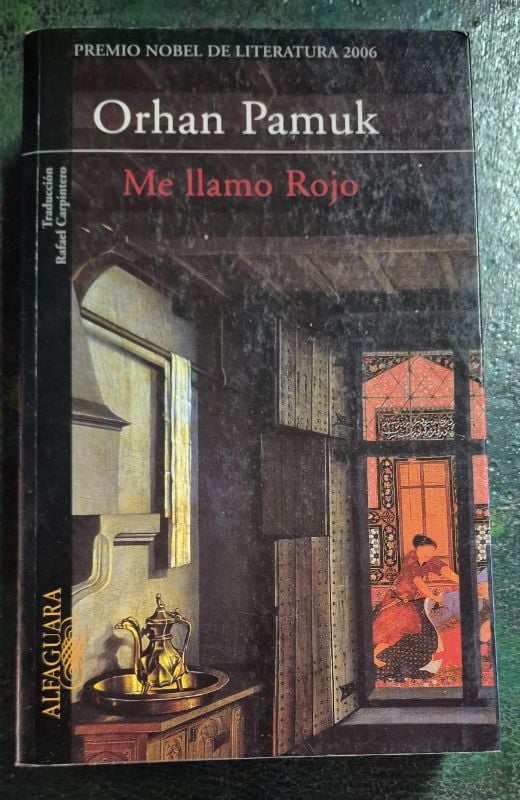 PREMIO NOBEL DE LITERATURA 2006
Orhan Pamuk
Me llamo Rojo
Traducción
Rafael Carpintero
ALFAGUARA